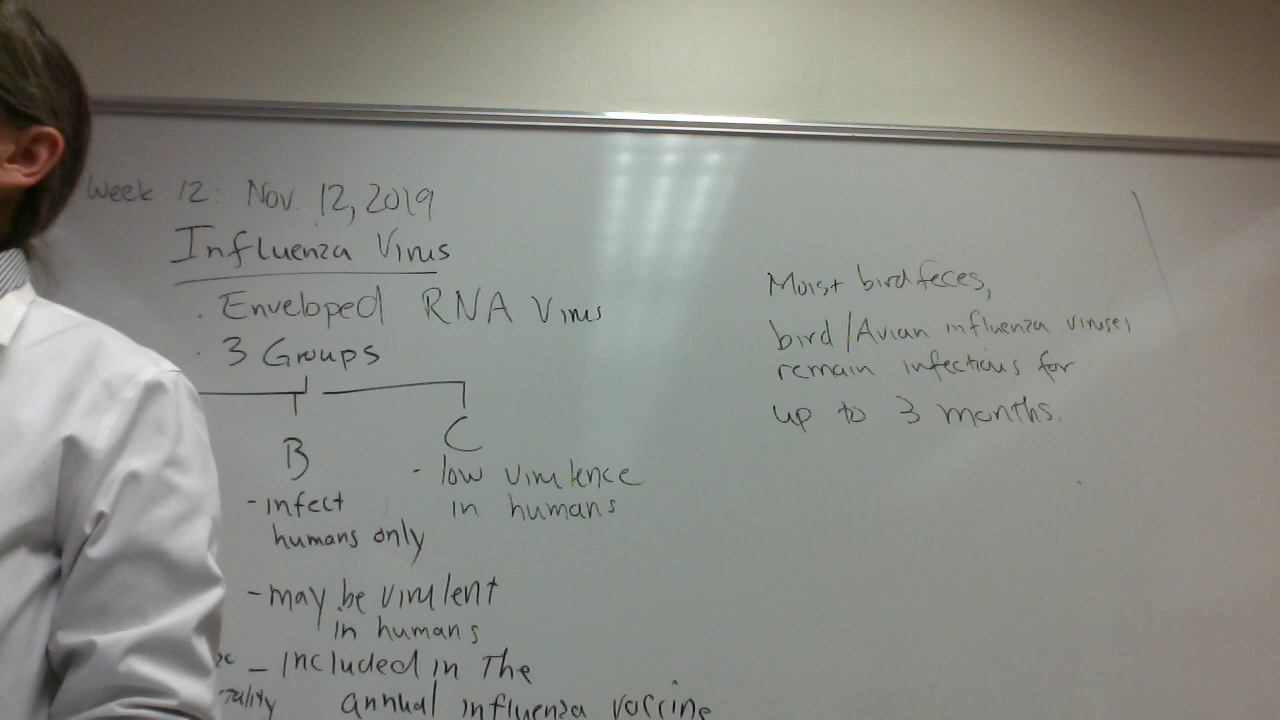 Week 12: Nov. 12, 2019
Influenza Virus
. Enveloped RNA Virus
. 3 Groups
B
C
- infect
humans only
- low virulence
in humans
- may be virulent
in humans
- Included in The
annual influenza vaccine
Moist bird feces,
bird/Avian influenza viruses
remain infectious for
up to 3 months.